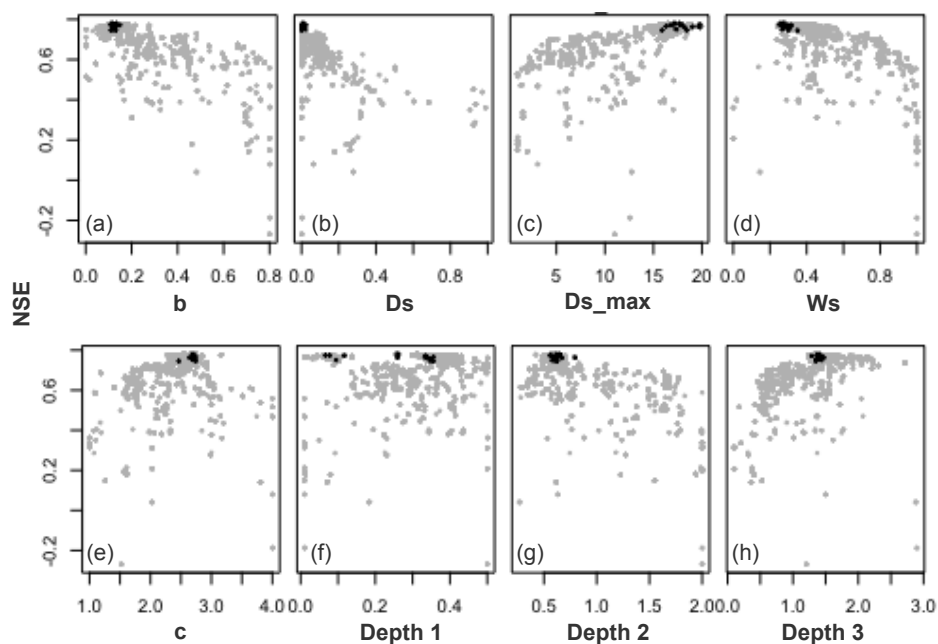 NSE
0.6
0.2
-0.2
(a)
(b)
(c)
(d)
0.0 0.2 0.4 0.6 0.8
0.0 0.4 0.8
5 10 15 20
0.0 0.4 0.8
b
Ds
Ds_max
Ws
0.6
0.2
-0.2
(e)
(f)
(g)
(h)
1.0 2.0 3.0 4.0
0.0 0.2 0.4
0.5 1.0 1.5 2.0
0.0 1.0 2.0 3.0
c
Depth 1
Depth 2
Depth 3